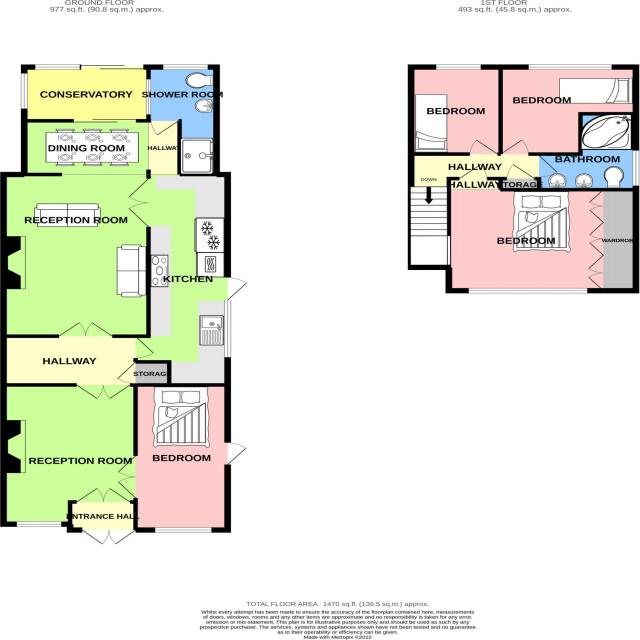 GROUND FLOOR
977 sq.ft. (90.8 sq.m.) approx.
1ST FLOOR
493 sq.ft. (45.8 sq.m.) approx.
CONSERVATORY
SHOWER ROOM
DINING ROOM
HALLWAY
RECEPTION ROOM
KITCHEN
HALLWAY
STORAG
RECEPTION ROOM
BEDROOM
ENTRANCE HALL
BEDROOM
BEDROOM
HALLWAY
BATHROOM
DOWN
HALLWAY
STORAGE
BEDROOM
WARDROB
TOTAL FLOOR AREA : 1470 sq.ft. (136.5 sq.m.) approx.
Whilst every attempt has been made to ensure the accuracy of the floorplan contained here, measurements
of doors, windows, rooms and any other items are approximate and no responsibility is taken for any error,
omission or mis-statement. This plan is for illustrative purposes only and should be used as such by any
prospective purchaser. The services, systems and appliances shown have not been tested and no guarantee
as to their operability or efficiency can be given.
Made with Metropix ©2022